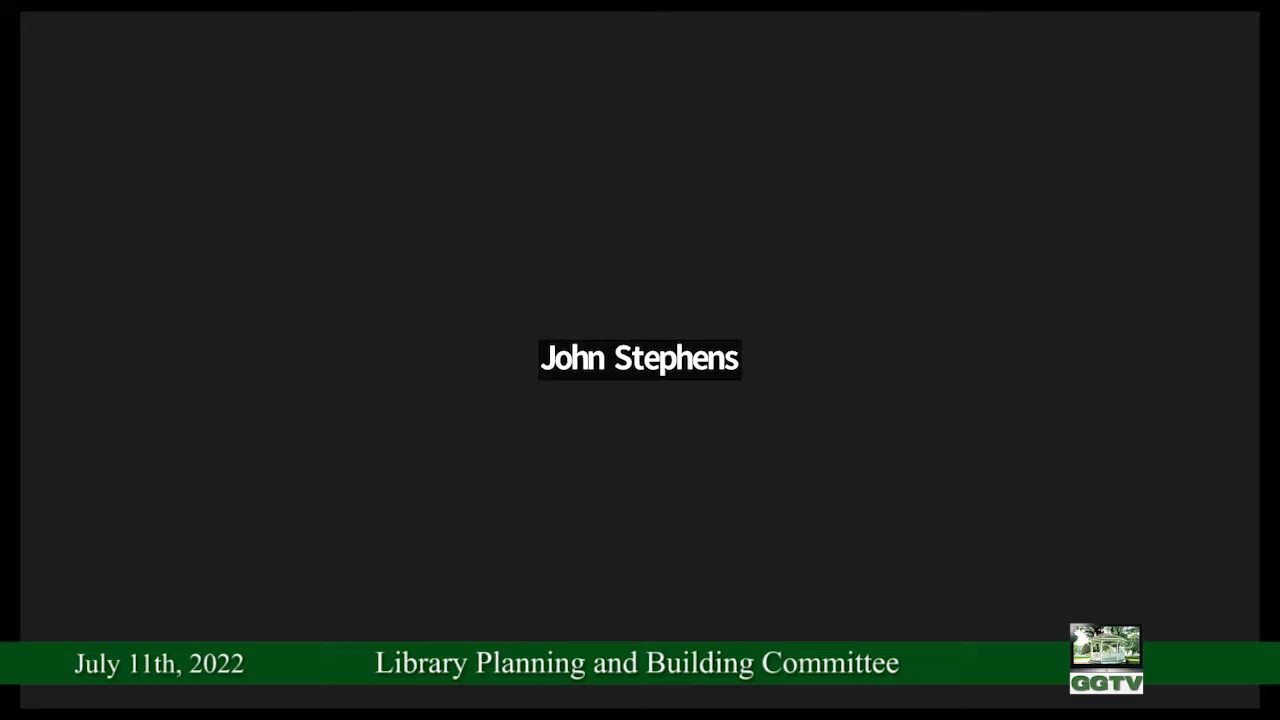 John Stephens
July 11th, 2022
Library Planning and Building Committee
GGTV